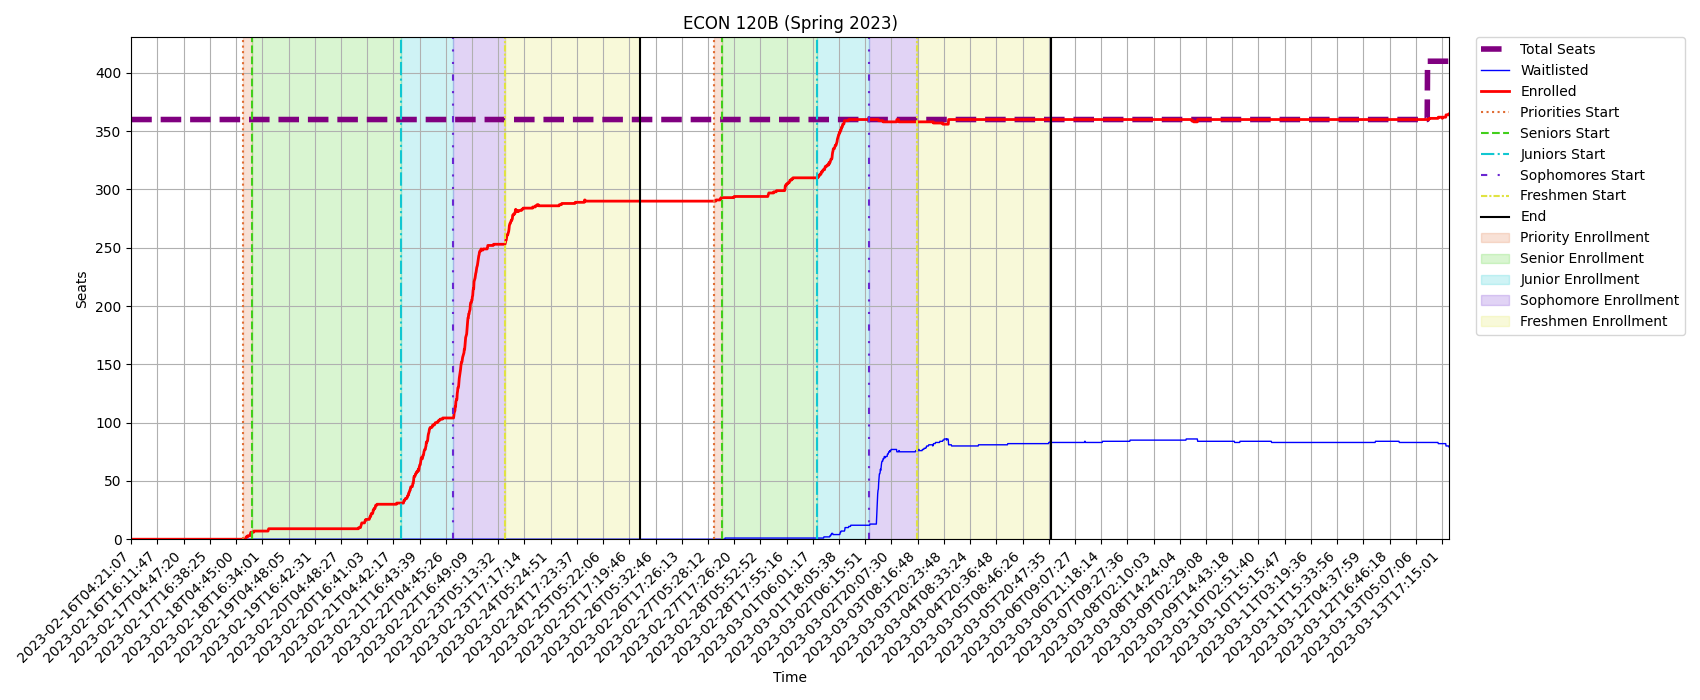 ECON 120B (Spring 2023)
Seats
400
350
300
250
200
150
100
50
0
2023-02-16T04:21:07
2023-02-16T16:11:47
2023-02-17T04:47:20
2023-02-17T16:38:25
2023-02-18T04:45:00
2023-02-18T16:34:01
2023-02-19T04:48:05
2023-02-19T16:42:31
2023-02-20T04:48:27
2023-02-20T16:41:03
2023-02-21T04:42:17
2023-02-21T16:43:39
2023-02-22T04:45:26
2023-02-22T16:49:09
2023-02-23T05:13:32
2023-02-23T17:17:14
2023-02-24T05:24:51
2023-02-24T17:23:37
2023-02-25T05:22:06
2023-02-25T17:19:46
2023-02-26T05:32:46
2023-02-26T17:26:13
2023-02-27T05:28:12
2023-02-27T17:26:20
2023-02-28T05:52:52
2023-02-28T17:55:16
2023-03-01T06:01:17
2023-03-01T18:05:38
2023-03-02T06:15:51
2023-03-02T20:07:30
2023-03-03T08:16:48
2023-03-03T20:23:48
2023-03-04T08:33:24
2023-03-04T20:36:48
2023-03-05T08:46:26
2023-03-05T20:47:35
2023-03-06T09:07:27
2023-03-06T21:18:14
2023-03-07T09:27:36
2023-03-08T02:10:03
2023-03-08T14:24:04
2023-03-09T02:29:08
2023-03-09T14:43:18
2023-03-10T02:51:40
2023-03-10T15:15:47
2023-03-11T03:19:36
2023-03-11T15:33:56
2023-03-12T04:37:59
2023-03-12T16:46:18
2023-03-13T05:07:06
2023-03-13T17:15:01
Time
Total Seats
Waitlisted
Enrolled
Priorities Start
Seniors Start
Juniors Start
Sophomores Start
Freshmen Start
End
Priority Enrollment
Senior Enrollment
Junior Enrollment
Sophomore Enrollment
Freshmen Enrollment